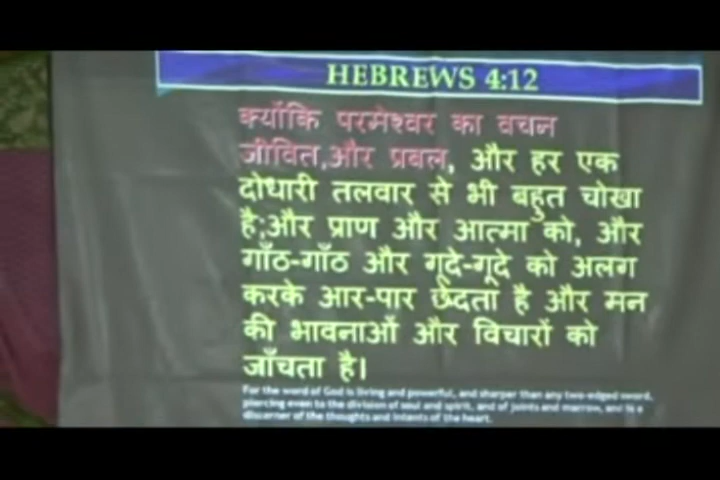 HEBREWS 4:12
क्योंकि परमेश्वर का वचन
जीवित,और प्रबल, और हर एक
दोधारी तलवार से भी बहुत चोखा
है;और प्राण और आत्मा को, और
गाँठ-गाँठ और गूदे-गूदे को अलग
करके आर-पार छेदता है और मन
की भावनाओं और विचारों को
जाँचता है।
For the word of God is living and powerful, and sharper than any two-edged sword,
piercing even to the division of soul and spirit, and of joints and marrow, and is a
discerner of the thoughts and intents of the heart.